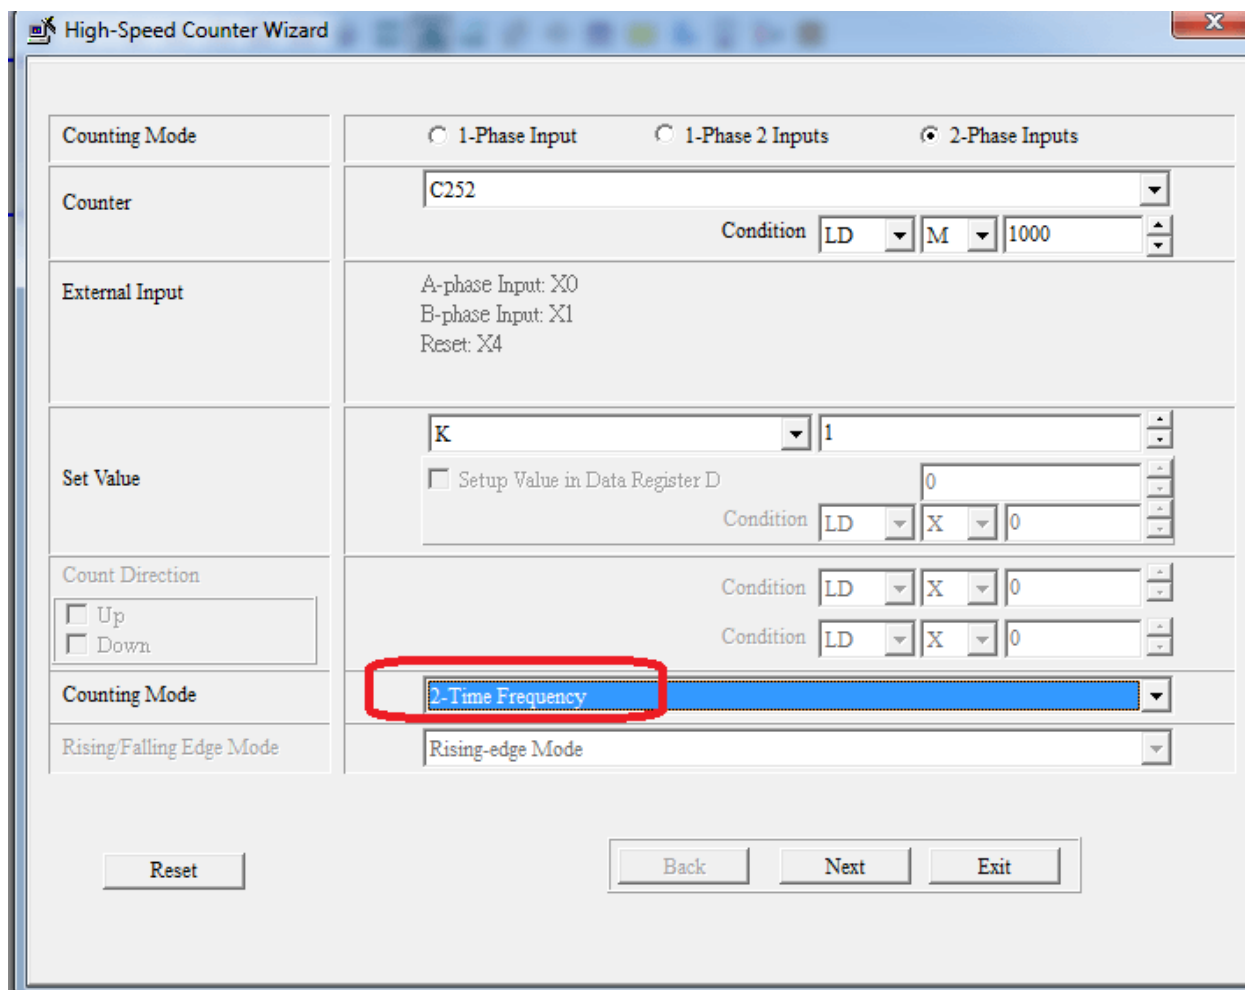 High-Speed Counter Wizard
X
Counting Mode 1-Phase Input 1-Phase 2 Inputs 2-Phase Inputs
Counter C252
Condition LD M 1000
External Input A-phase Input: X0
B-phase Input: X1
Reset: X4
K 1
Set Value Setup Value in Data Register D 0
Condition LD X 0
Count Direction Condition LD X 0
Up
Down Condition LD X 0
Counting Mode 2-Time Frequency
Rising/Falling Edge Mode Rising-edge Mode
Reset Back Next Exit